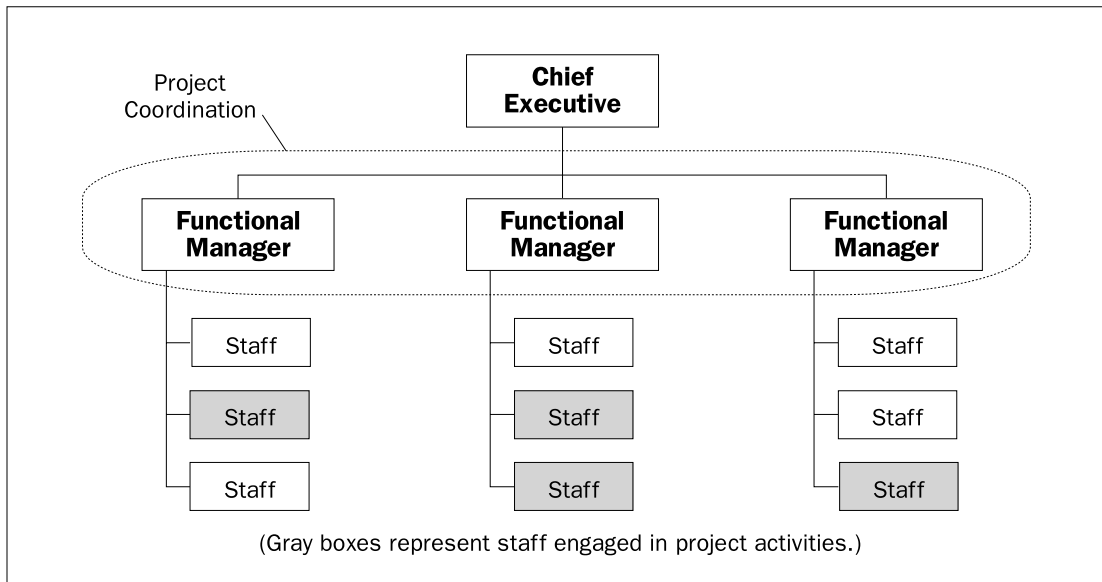 Chief
Executive
Project
Coordination
Functional
Manager
Functional
Manager
Functional
Manager
Staff
Staff
Staff
Staff
Staff
Staff
Staff
Staff
Staff
(Gray boxes represent staff engaged in project activities.)